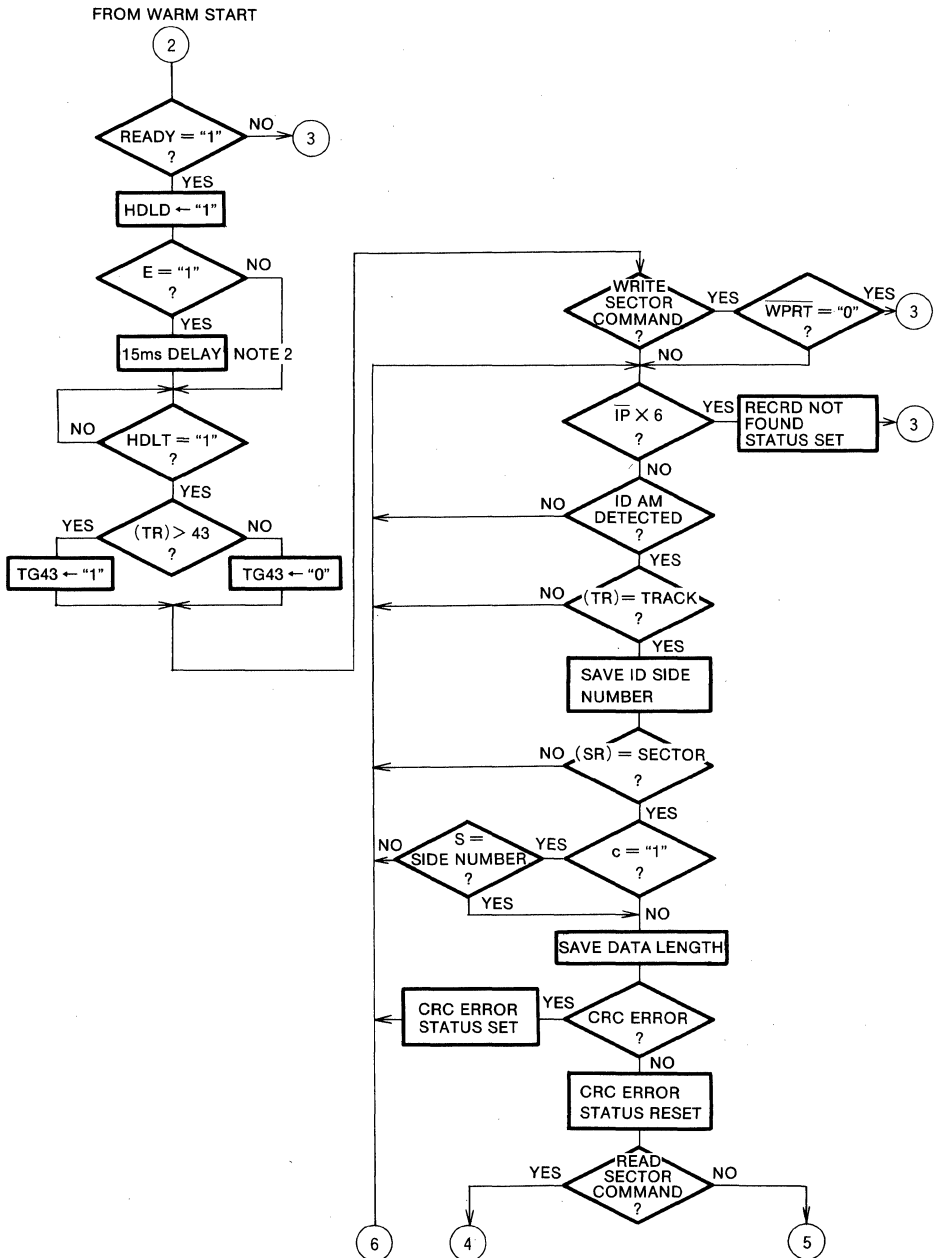 FROM WARM START
2
READY = "1"
?
NO
3
YES
HDLD ← "1"
E = "1"
?
NO
YES
15ms DELAY
NOTE 2
NO
HDLT = "1"
?
YES
YES
(TR) > 43
?
NO
TG43 ← "1"
TG43 ← "0"
WRITE
SECTOR
COMMAND
?
YES
WPRT = "0"
?
YES
3
NO
IP × 6
?
YES
RECRD NOT
FOUND
STATUS SET
3
NO
NO
ID AM
DETECTED
?
YES
NO
(TR) = TRACK
?
YES
SAVE ID SIDE
NUMBER
NO
(SR) = SECTOR
?
YES
NO
S =
SIDE NUMBER
?
YES
c = "1"
?
YES
NO
SAVE DATA LENGTH
CRC ERROR
STATUS SET
YES
CRC ERROR
?
NO
CRC ERROR
STATUS RESET
YES
READ
SECTOR
COMMAND
?
NO
6
4
5